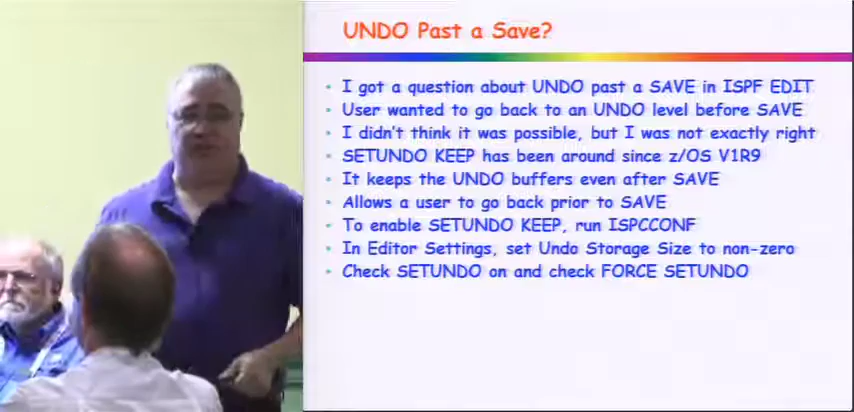 UNDO Past a Save?
I got a question about UNDO past a SAVE in ISPF EDIT
User wanted to go back to an UNDO level before SAVE
I didn't think it was possible, but I was not exactly right
SETUNDO KEEP has been around since z/OS V1R9
It keeps the UNDO buffers even after SAVE
Allows a user to go back prior to SAVE
To enable SETUNDO KEEP, run ISPCCONF
In Editor Settings, set Undo Storage Size to non-zero
Check SETUNDO on and check FORCE SETUNDO